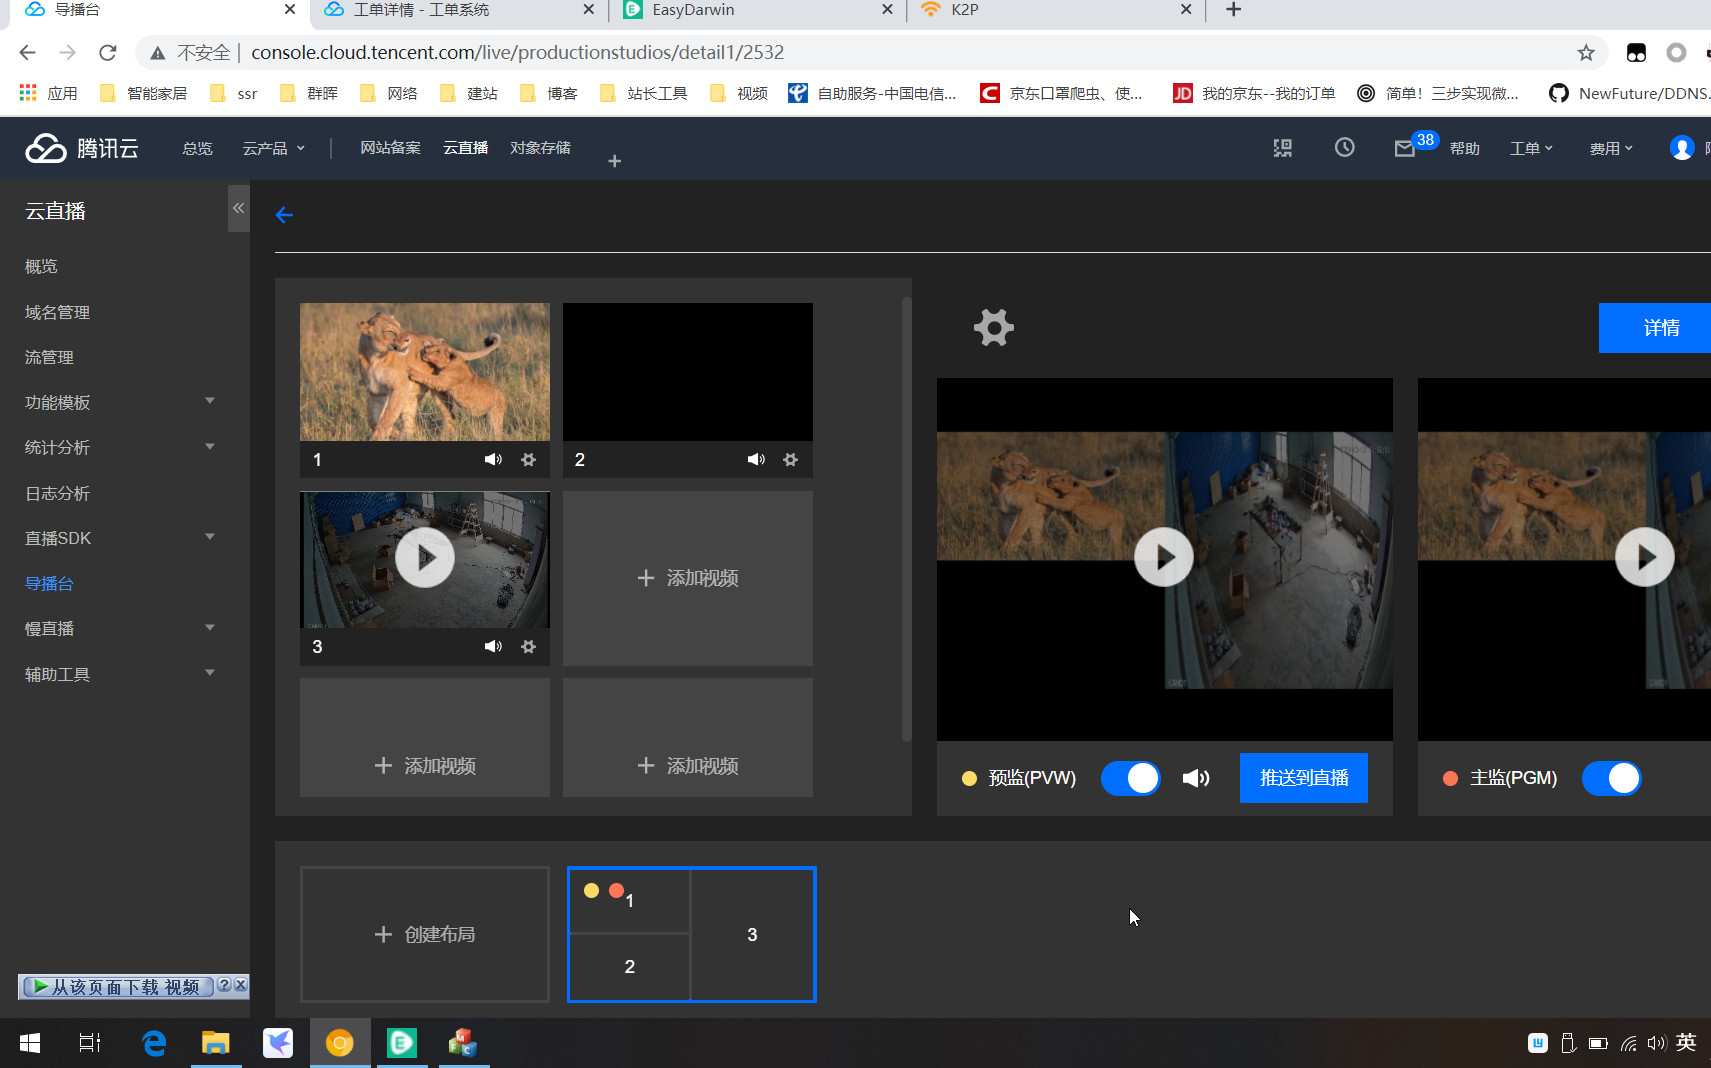 导播台
工单详情 - 工单系统
EasyDarwin
K2P
不安全
console.cloud.tencent.com/live/productionstudios/detail1/2532
应用
智能家居
ssr
群晖
网络
建站
博客
站长工具
视频
自助服务-中国电信...
京东口罩爬虫、使...
JD
我的京东--我的订单
简单！三步实现微...
NewFuture/DDNS
腾讯云
总览
云产品
网站备案
云直播
对象存储
38
帮助
工单
费用
云直播
概览
域名管理
流管理
功能模板
统计分析
日志分析
直播SDK
导播台
慢直播
辅助工具
1
2
3
添加视频
添加视频
添加视频
详情
预监(PVW)
推送到直播
主监(PGM)
创建布局
1
2
3
从该页面下载 视频
英